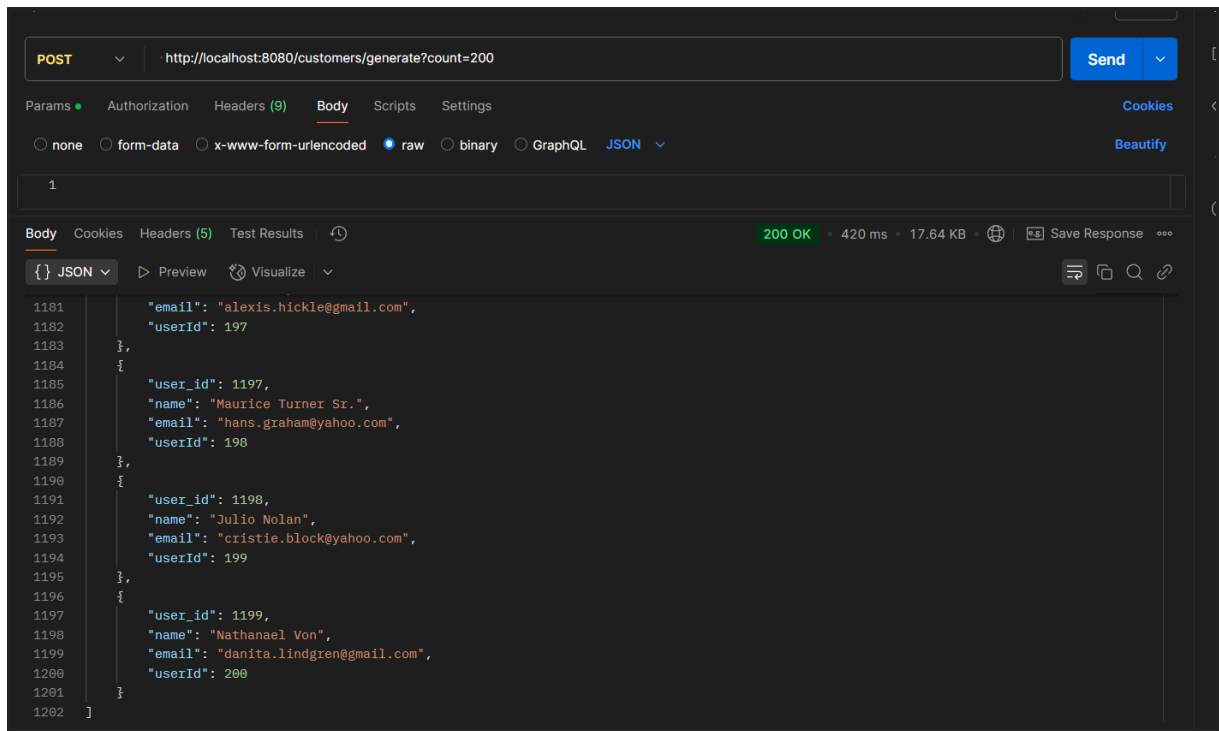 POST http://localhost:8080/customers/generate?count=200 Send
Params Authorization Headers (9) Body Scripts Settings Cookies
none form-data x-www-form-urlencoded raw binary GraphQL JSON Beautify
1
Body Cookies Headers (5) Test Results 200 OK • 420 ms • 17.64 KB • e.g. Save Response
{} JSON Preview Visualize
1181 "email": "alexis.hickle@gmail.com",
1182 "userId": 197
1183 },
1184 {
1185 "user_id": 1197,
1186 "name": "Maurice Turner Sr.",
1187 "email": "hans.graham@yahoo.com",
1188 "userId": 198
1189 },
1190 {
1191 "user_id": 1198,
1192 "name": "Julio Nolan",
1193 "email": "cristie.block@yahoo.com",
1194 "userId": 199
1195 },
1196 {
1197 "user_id": 1199,
1198 "name": "Nathanael Von",
1199 "email": "danita.lindgren@gmail.com",
1200 "userId": 200
1201 }
1202 ]